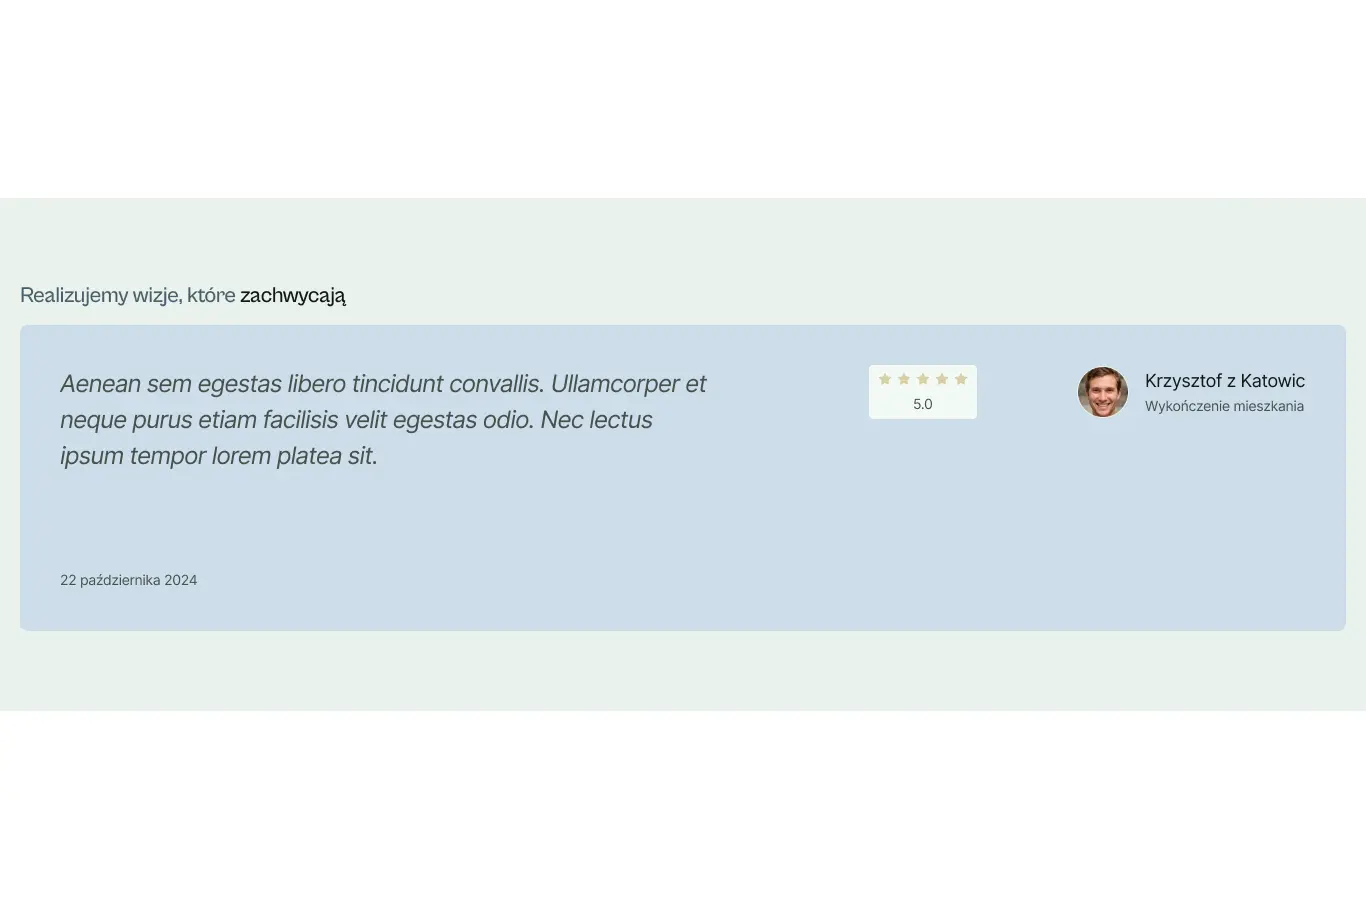 Realizujemy wizje, które zachwycają
Aenean sem egestas libero tincidunt convallis. Ullamcorper et
neque purus etiam facilisis velit egestas odio. Nec lectus
ipsum tempor lorem platea sit.
5.0
Krzysztof z Katowic
Wykończenie mieszkania
22 października 2024